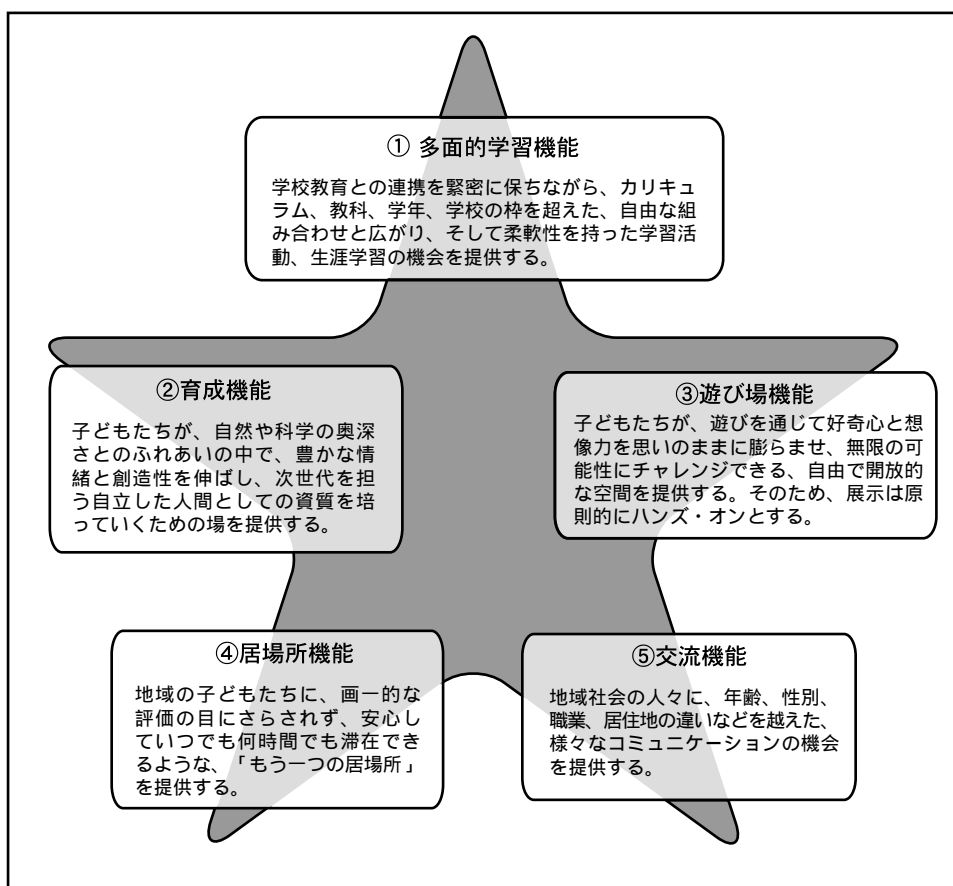 ① 多面的学習機能
学校教育との連携を緊密に保ちながら、カリキュ
ラム、教科、学年、学校の枠を超えた、自由な組
み合わせと広がり、そして柔軟性を持った学習活
動、生涯学習の機会を提供する。
②育成機能
子どもたちが、自然や科学の奥深
さとのふれあいの中で、豊かな情
緒と創造性を伸ばし、次世代を担
う自立した人間としての資質を培
っていくための場を提供する。
③遊び場機能
子どもたちが、遊びを通じて好奇心と想
像力を思いのままに膨らませ、無限の可
能性にチャレンジできる、自由で開放的
な空間を提供する。そのため、展示は原
則的にハンズ・オンとする。
④居場所機能
地域の子どもたちに、画一的な
評価の目にさらされず、安心し
ていつでも何時間でも滞在でき
るような、「もう一つの居場所」
を提供する。
⑤交流機能
地域社会の人々に、年齢、性別、
職業、居住地の違いなどを越えた、
様々なコミュニケーションの機会
を提供する。